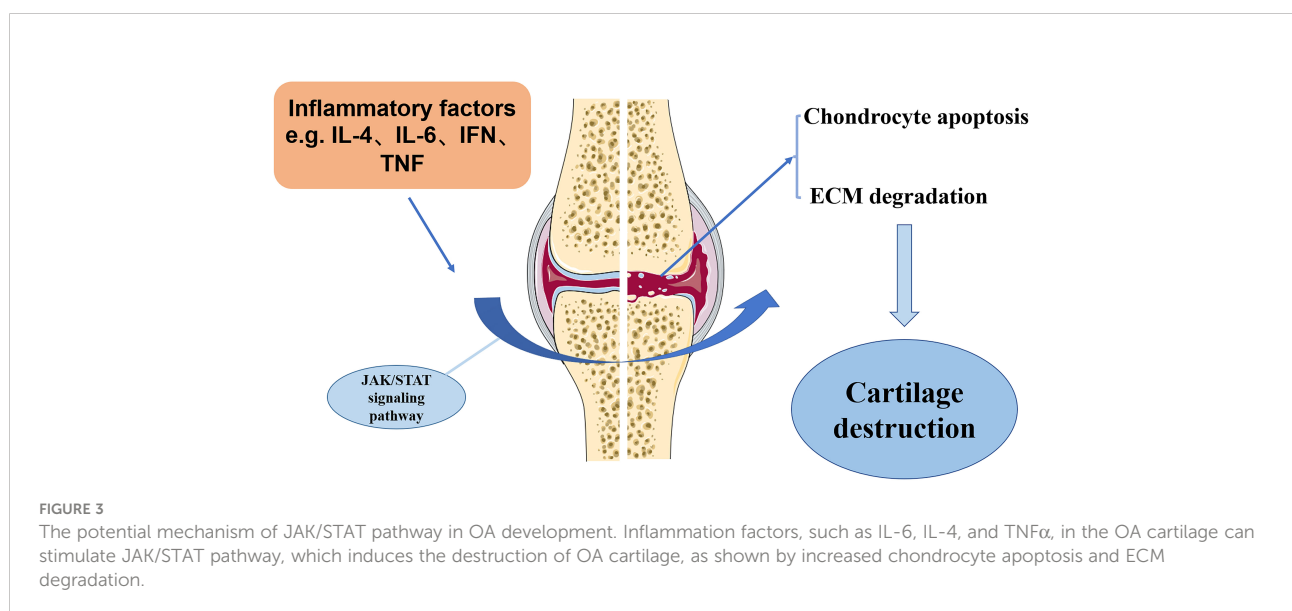 Inflammatory factors
e.g. IL-4、IL-6、IFN、
TNF
Chondrocyte apoptosis
ECM degradation
JAK/STAT
signaling
pathway
Cartilage
destruction
FIGURE 3
The potential mechanism of JAK/STAT pathway in OA development. Inflammation factors, such as IL-6, IL-4, and TNFα, in the OA cartilage can
stimulate JAK/STAT pathway, which induces the destruction of OA cartilage, as shown by increased chondrocyte apoptosis and ECM
degradation.